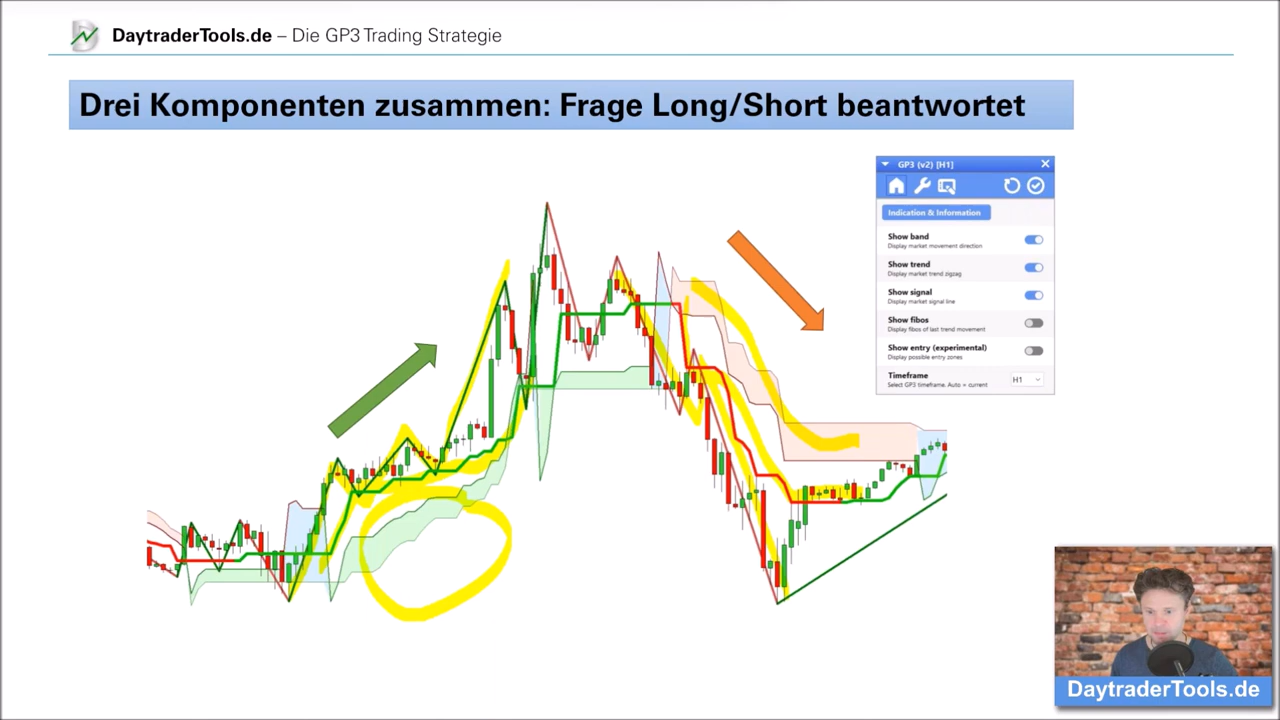 DaytraderTools.de – Die GP3 Trading Strategie
Drei Komponenten zusammen: Frage Long/Short beantwortet
GP3 (v2) [H1]
Indication & Information
Show band
Display market movement direction
Show trend
Display market trend zigzag
Show signal
Display market signal line
Show fibos
Display fibos of last trend movement
Show entry (experimental)
Display possible entry zones
Timeframe
Select GP3 timeframe. Auto = current
H1
DaytraderTools.de